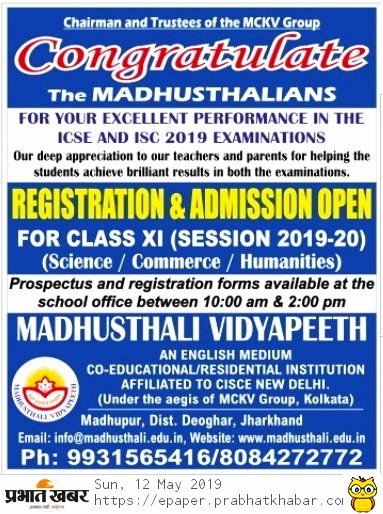 Chairman and Trustees of the MCKV Group
Congratulate
The MADHUSTHALIANS
FOR YOUR EXCELLENT PERFORMANCE IN THE
ICSE AND ISC 2019 EXAMINATIONS
Our deep appreciation to our teachers and parents for helping the
students achieve brilliant results in both the examinations.
REGISTRATION & ADMISSION OPEN
FOR CLASS XI (SESSION 2019-20)
(Science / Commerce / Humanities)
Prospectus and registration forms available at the
school office between 10:00 am & 2:00 pm
MADHUSTHALI VIDYAPEETH
AN ENGLISH MEDIUM
CO-EDUCATIONAL/RESIDENTIAL INSTITUTION
AFFILIATED TO CISCE NEW DELHI.
(Under the aegis of MCKV Group, Kolkata)
MADHUSTHALI VIDYAPEETH
Madhupur, Dist. Deoghar, Jharkhand
Email: info@madhusthali.edu.in, Website: www.madhusthali.edu.in
Ph: 9931565416/8084272772
प्रभात खबर
Sun, 12 May 2019
https://epaper.prabhatkhabar.co